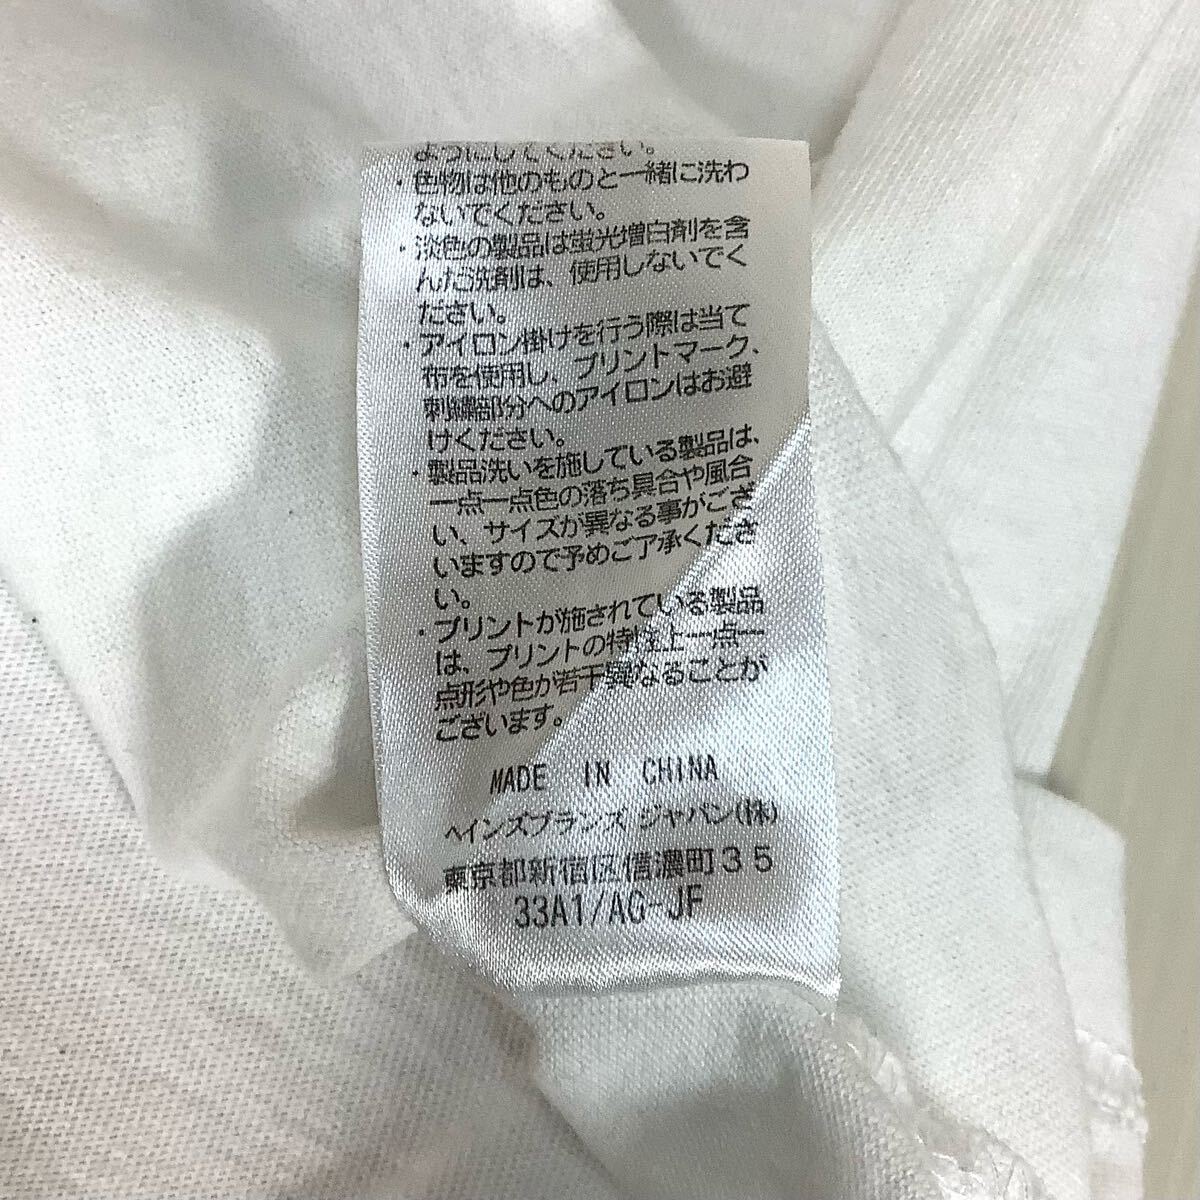 ようにしてください。
・色物は他のものと一緒に洗わ
ないでください。
・淡色の製品は蛍光増白剤を含
んだ洗剤は、使用しないでく
ださい。
・アイロン掛けを行う際は当て
布を使用し、プリントマーク、
刺繍部分へのアイロンはお避
けください。
・製品洗いを施している製品は、
一点一点色の落ち具合や風合
い、サイズが異なる事がござ
いますので予めご了承くださ
い。
・プリントが施されている製品
は、プリントの特性上一点一
点形や色が若干異なることが
ございます。
MADE IN CHINA
ヘインズブランズ ジャパン(株)
東京都新宿区信濃町35
33A1/AG-JF